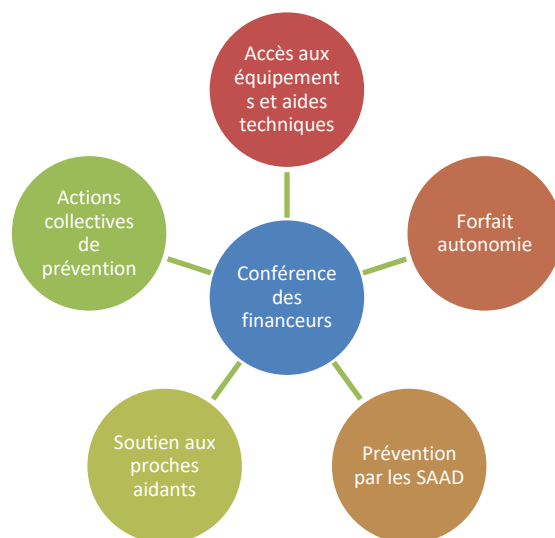 Accès aux
équipement
s et aides
techniques
Forfait
autonomie
Prévention
par les SAAD
Soutien aux
proches
aidants
Actions
collectives
de
prévention
Conférence
des
financeurs